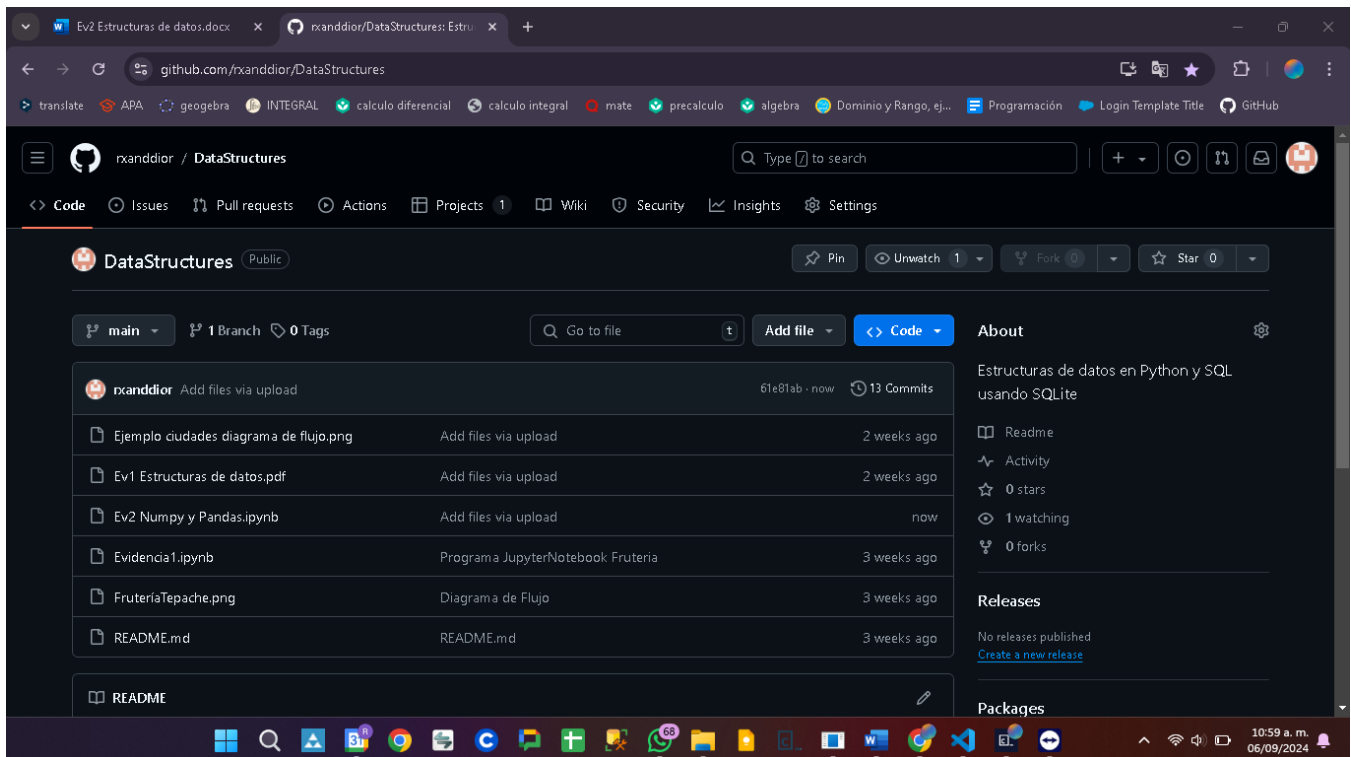 Ev2 Estructuras de datos.docx
rxanddior/DataStructures: Estru
github.com/rxanddior/DataStructures
translate APA geogebra INTEGRAL calculo diferencial calculo integral mate precalculo algebra Dominio y Rango, ej... Programación Login Template Title GitHub
rxanddior / DataStructures
Type / to search
Code Issues Pull requests Actions Projects 1 Wiki Security Insights Settings
DataStructures Public
Pin Unwatch 1 Fork 0 Star 0
main 1 Branch 0 Tags
Go to file t Add file Code
rxanddior Add files via upload 61e81ab · now 13 Commits
Ejemplo ciudades diagrama de flujo.png Add files via upload 2 weeks ago
Ev1 Estructuras de datos.pdf Add files via upload 2 weeks ago
Ev2 Numpy y Pandas.ipynb Add files via upload now
Evidencia1.ipynb Programa JupyterNotebook Fruteria 3 weeks ago
FruteríaTepache.png Diagrama de Flujo 3 weeks ago
README.md README.md 3 weeks ago
README
About
Estructuras de datos en Python y SQL
usando SQLite
Readme
Activity
0 stars
1 watching
0 forks
Releases
No releases published
Create a new release
Packages
68
10:59 a. m.
06/09/2024